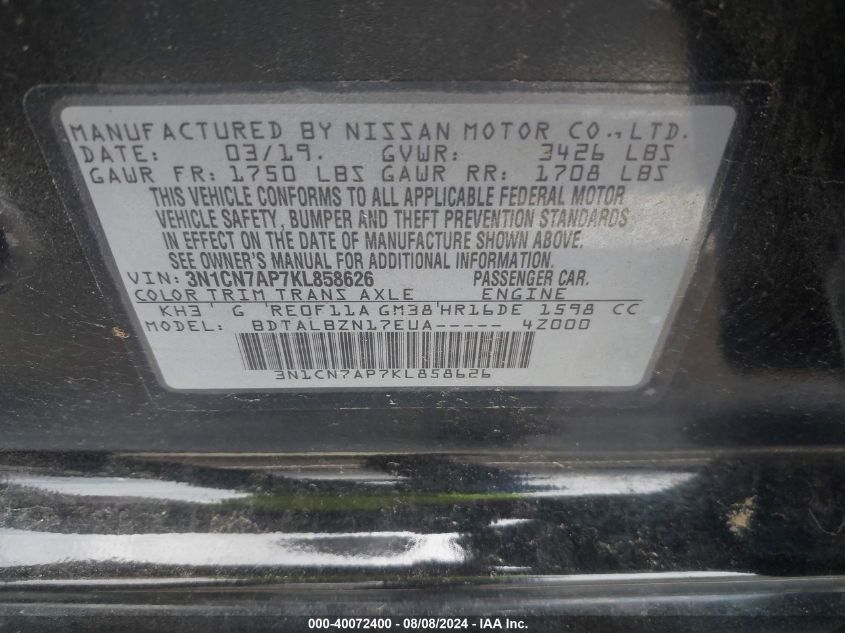 MANUFACTURED BY NISSAN MOTOR CO.,LTD.
DATE: 03/19. GVWR: 3426 LBS
GAWR FR: 1750 LBS GAWR RR: 1708 LBS
THIS VEHICLE CONFORMS TO ALL APPLICABLE FEDERAL MOTOR
VEHICLE SAFETY, BUMPER AND THEFT PREVENTION STANDARDS
IN EFFECT ON THE DATE OF MANUFACTURE SHOWN ABOVE.
SEE OWNER'S MANUAL FOR ADDITIONAL INFORMATION.
VIN: 3N1CN7AP7KL858626 PASSENGER CAR.
COLOR TRIM TRANS AXLE ENGINE
KH3' G 'RE0F11A GM38'HR16DE 1598 CC
MODEL: BDTALBZN17EUA----- 4Z000
3N1CN7AP7KL858626
000-40072400 - 08/08/2024 - IAA Inc.